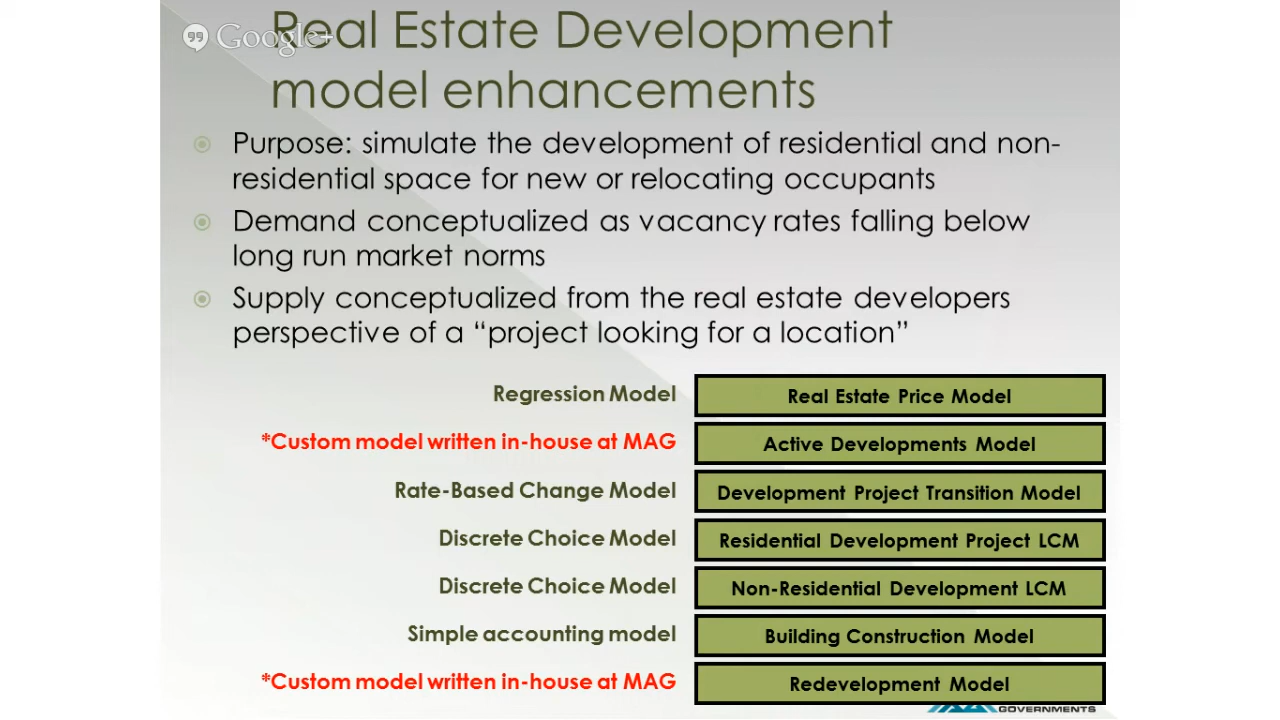 Real Estate Development
Google+
model enhancements
Purpose: simulate the development of residential and non-
residential space for new or relocating occupants
Demand conceptualized as vacancy rates falling below
long run market norms
Supply conceptualized from the real estate developers
perspective of a “project looking for a location”
Regression Model Real Estate Price Model
*Custom model written in-house at MAG Active Developments Model
Rate-Based Change Model Development Project Transition Model
Discrete Choice Model Residential Development Project LCM
Discrete Choice Model Non-Residential Development LCM
Simple accounting model Building Construction Model
*Custom model written in-house at MAG Redevelopment Model
GOVERNMENTS